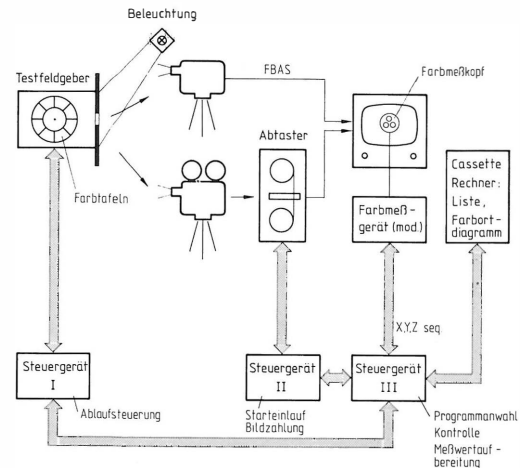 Beleuchtung
Testfeldgeber
FBAS
Farbmeßkopf
Abtaster
Farbtafeln
Cassette
Rechner:
Liste,
Farbort-
diagramm
Farbmeß-
gerät (mod.)
X,Y,Z seq
Steuergerät
I
Steuergerät
II
Steuergerät
III
Ablaufsteuerung
Starteinlauf
Bildzahlung
Programmanwahl
Kontrolle
Meßwertauf-
bereitung